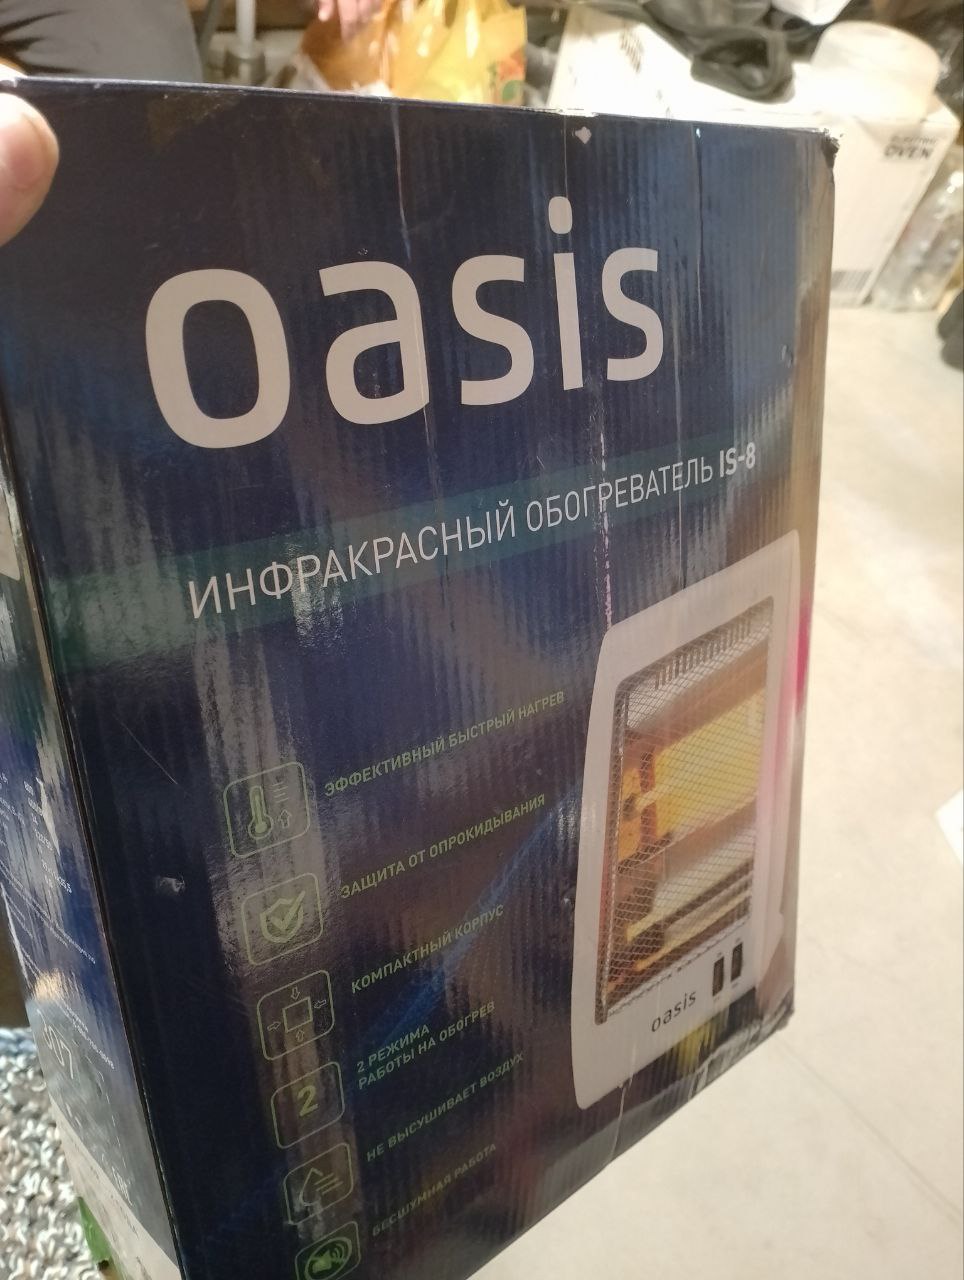 oasis
ИНФРАКРАСНЫЙ ОБОГРЕВАТЕЛЬ IS-8
ЭФФЕКТИВНЫЙ БЫСТРЫЙ НАГРЕВ
ЗАЩИТА ОТ ОПРОКИДЫВАНИЯ
КОМПАКТНЫЙ КОРПУС
2
2 РЕЖИМА
РАБОТЫ НА ОБОГРЕВ
НЕ ВЫСУШИВАЕТ ВОЗДУХ
БЕСШУМНАЯ РАБОТА
oasis
OVEN